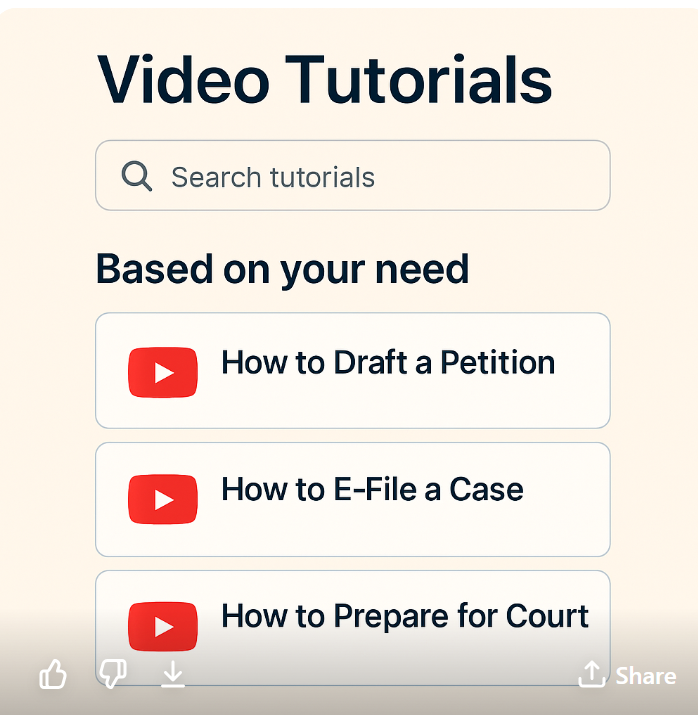 Video Tutorials
Search tutorials
Based on your need
How to Draft a Petition
How to E-File a Case
How to Prepare for Court
Share